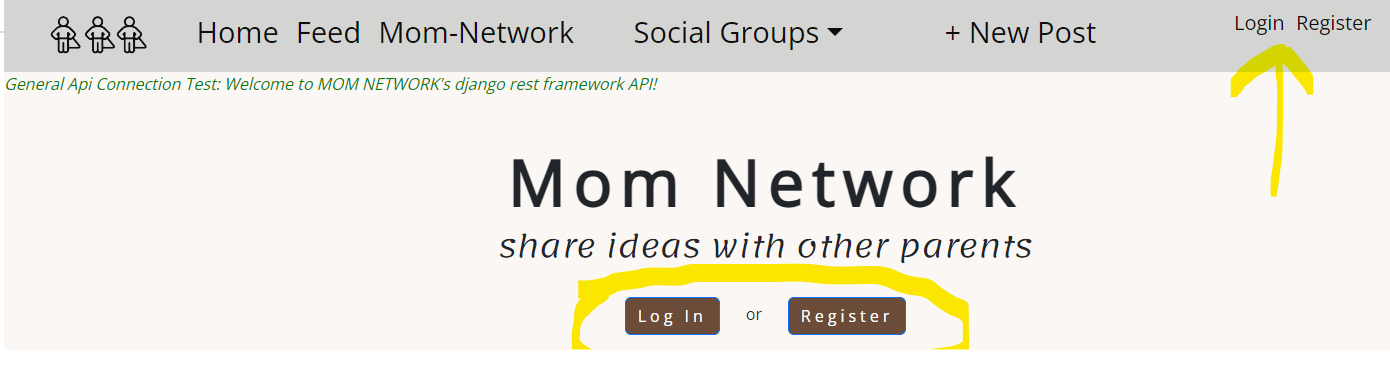 Home Feed Mom-Network Social Groups + New Post Login Register
General Api Connection Test: Welcome to MOM NETWORK's django rest framework API!
Mom Network
share ideas with other parents
Log In or Register